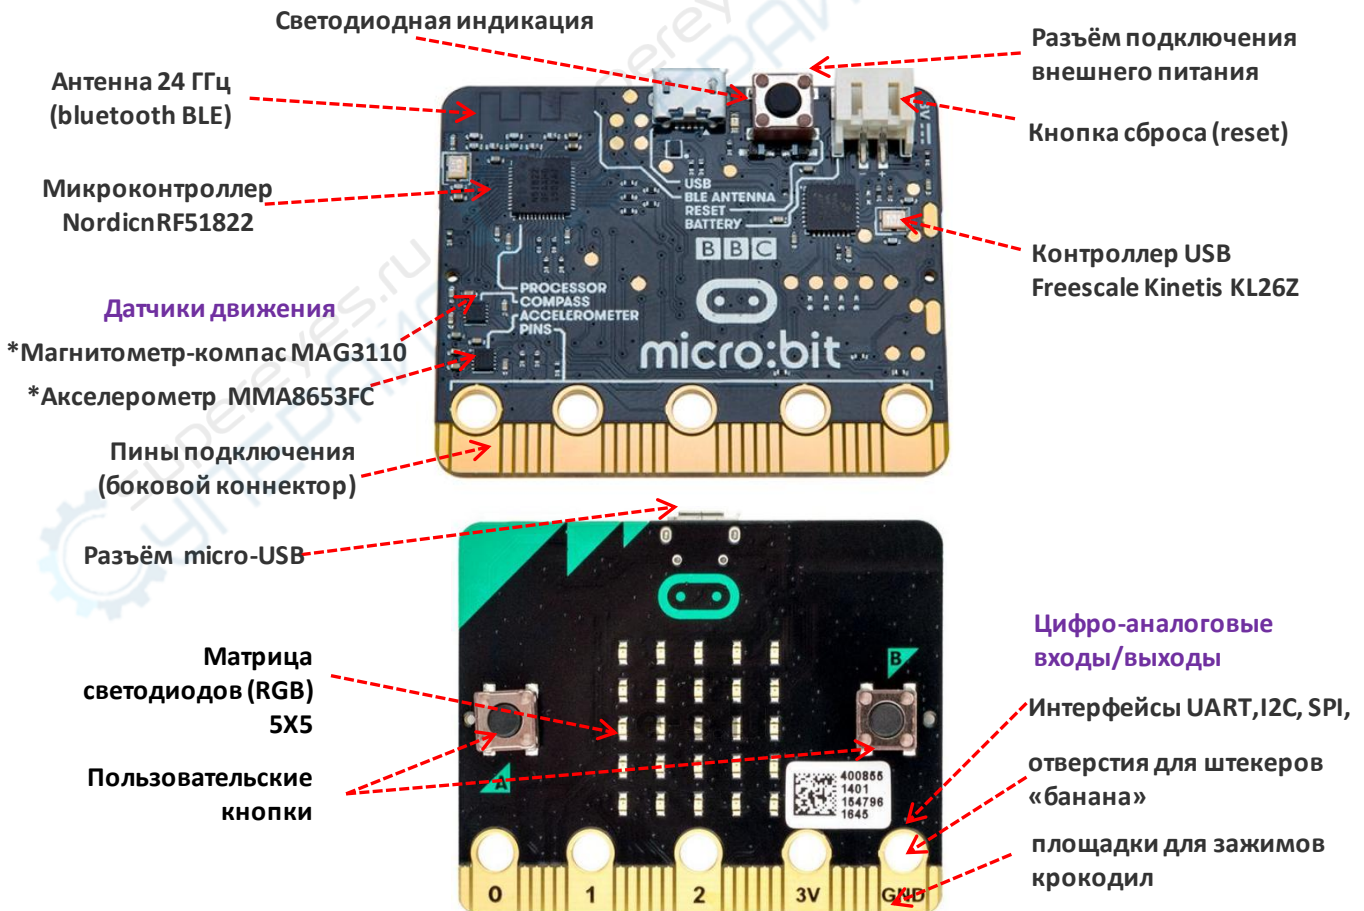 Светодиодная индикация
Разъём подключения
внешнего питания
Антенна 24 ГГц
(bluetooth BLE)
Кнопка сброса (reset)
Микроконтроллер
NordicnRF51822
USB
BLE ANTENNA
RESET
BATTERY
BBC
Контроллер USB
Freescale Kinetis KL26Z
PROCESSOR
COMPASS
ACCELEROMETER
PINS
micro:bit
Датчики движения
*Магнитометр-компас MAG3110
*Акселерометр MMA8653FC
Пины подключения
(боковой коннектор)
Разъём micro-USB
Цифро-аналоговые
входы/выходы
Матрица
светодиодов (RGB)
5X5
B
Интерфейсы UART,I2C, SPI,
Пользовательские
кнопки
A
400855
1401
154796
1645
отверстия для штекеров
«банана»
площадки для зажимов
крокодил
0 1 2 3V GND